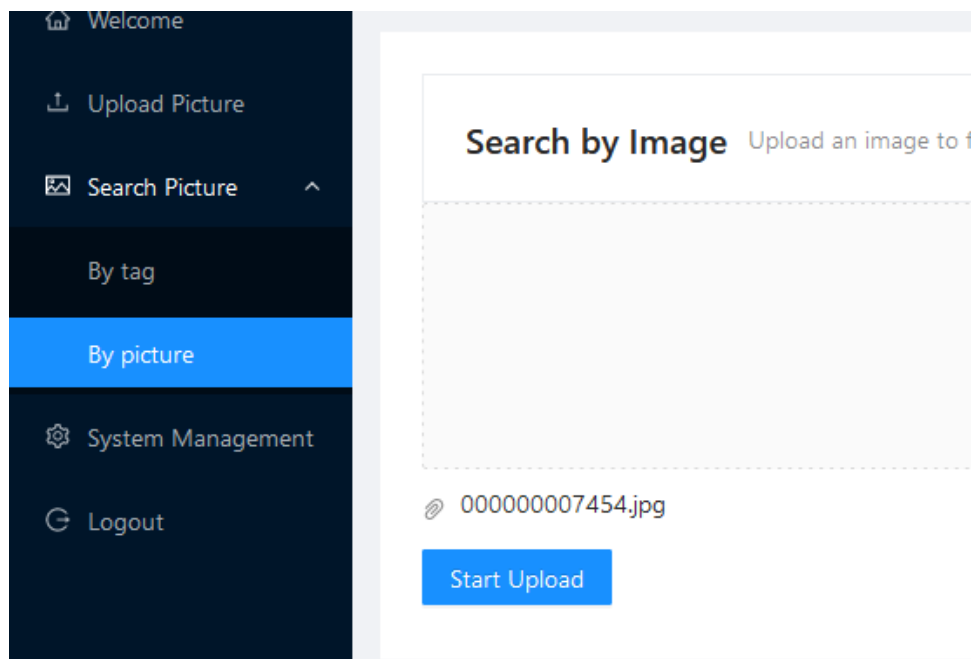 Welcome
Upload Picture
Search Picture
By tag
By picture
System Management
Logout
Search by Image Upload an image to
000000007454.jpg
Start Upload